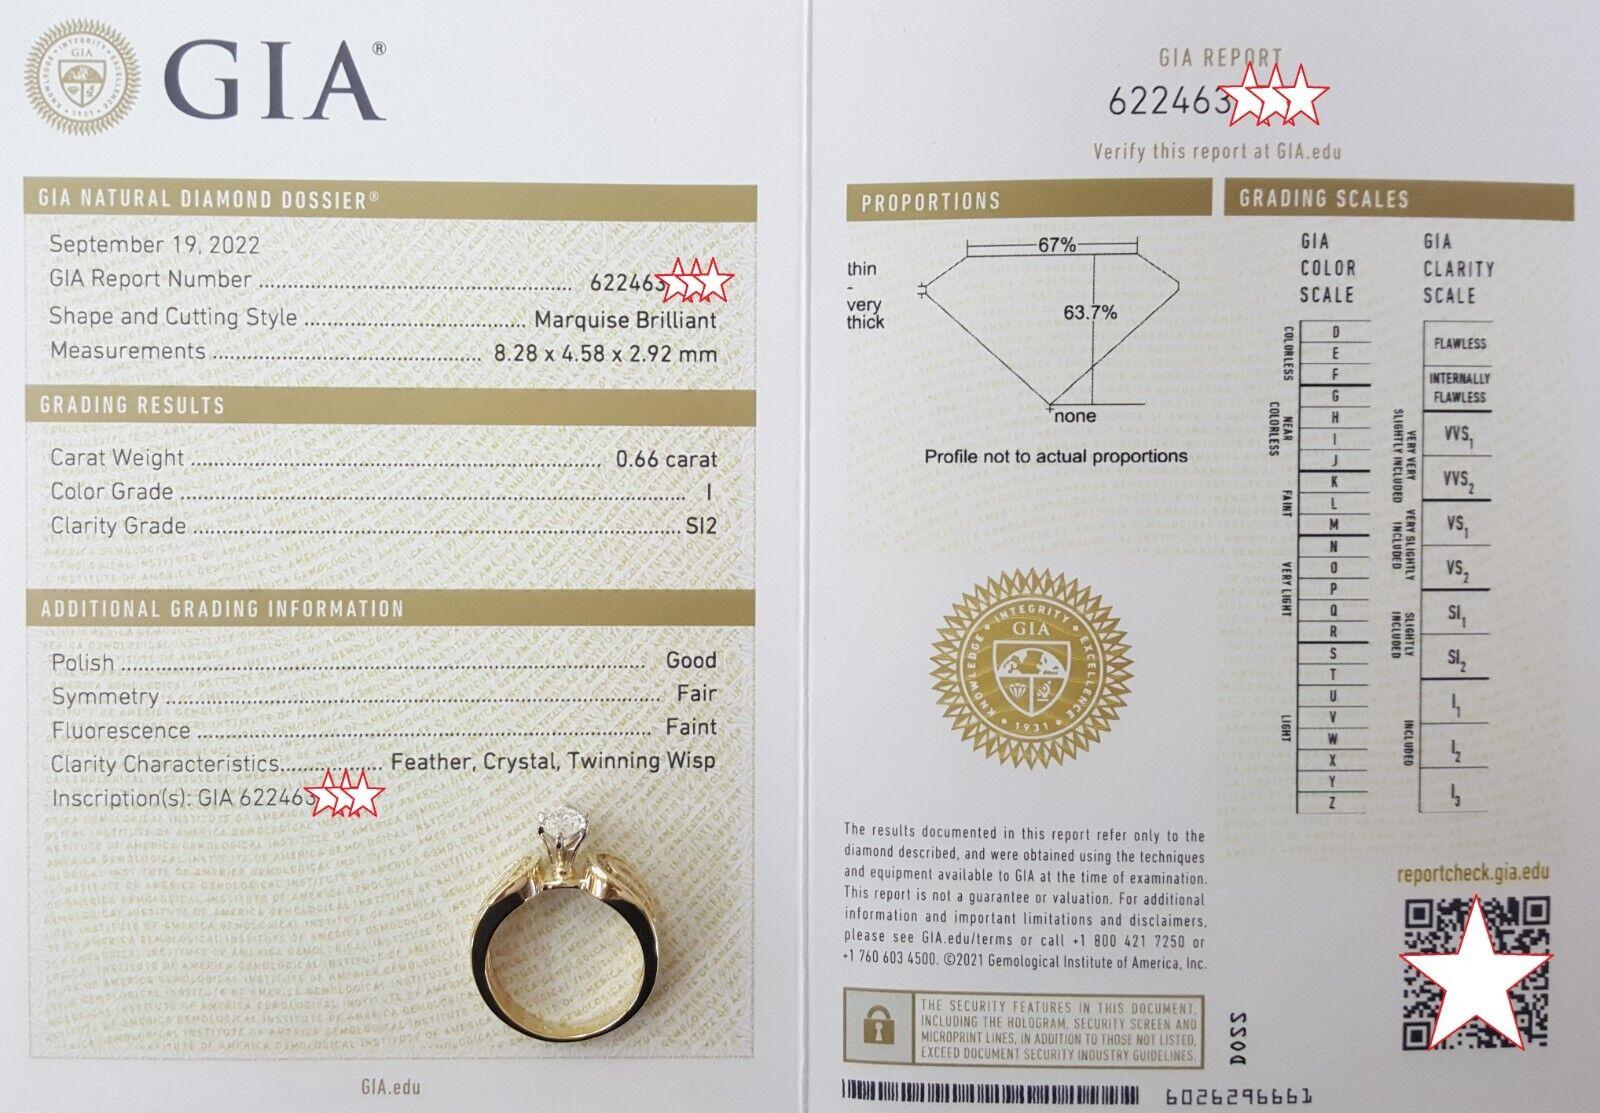 GIA®
GIA NATURAL DIAMOND DOSSIER®
September 19, 2022
GIA Report Number ........ 622463
Shape and Cutting Style ........ Marquise Brilliant
Measurements ........ 8.28 x 4.58 x 2.92 mm
GRADING RESULTS
Carat Weight ........ 0.66 carat
Color Grade ........ I
Clarity Grade ........ SI2
ADDITIONAL GRADING INFORMATION
Polish ........ Good
Symmetry ........ Fair
Fluorescence ........ Faint
Clarity Characteristics ........ Feather, Crystal, Twinning Wisp
Inscription(s): GIA 622463
GIA.edu
GIA REPORT
622463
Verify this report at GIA.edu
PROPORTIONS
67%
thin
-
very
thick
63.7%
none
Profile not to actual proportions
GIA
KNOWLEDGE INTEGRITY EXCELLENCE
1931
The results documented in this report refer only to the
diamond described, and were obtained using the techniques
and equipment available to GIA at the time of examination.
This report is not a guarantee or valuation. For additional
information and important limitations and disclaimers,
please see GIA.edu/terms or call +1 800 421 7250 or
+1 760 603 4500. ©2021 Gemological Institute of America, Inc.
THE SECURITY FEATURES IN THIS DOCUMENT,
INCLUDING THE HOLOGRAM, SECURITY SCREEN AND
MICROPRINT LINES, IN ADDITION TO THOSE NOT LISTED,
EXCEED DOCUMENT SECURITY INDUSTRY GUIDELINES.
GRADING SCALES
GIA
COLOR
SCALE
COLORLESS
D
E
F
NEAR
COLORLESS
G
H
I
J
FAINT
K
L
M
VERY LIGHT
N
O
P
Q
R
LIGHT
S
T
U
V
W
X
Y
Z
GIA
CLARITY
SCALE
FLAWLESS
INTERNALLY
FLAWLESS
VERY VERY
SLIGHTLY INCLUDED
VVS1
VVS2
VERY SLIGHTLY
INCLUDED
VS1
VS2
SLIGHTLY
INCLUDED
SI1
SI2
INCLUDED
I1
I2
I3
reportcheck.gia.edu
DOS2
6026296661